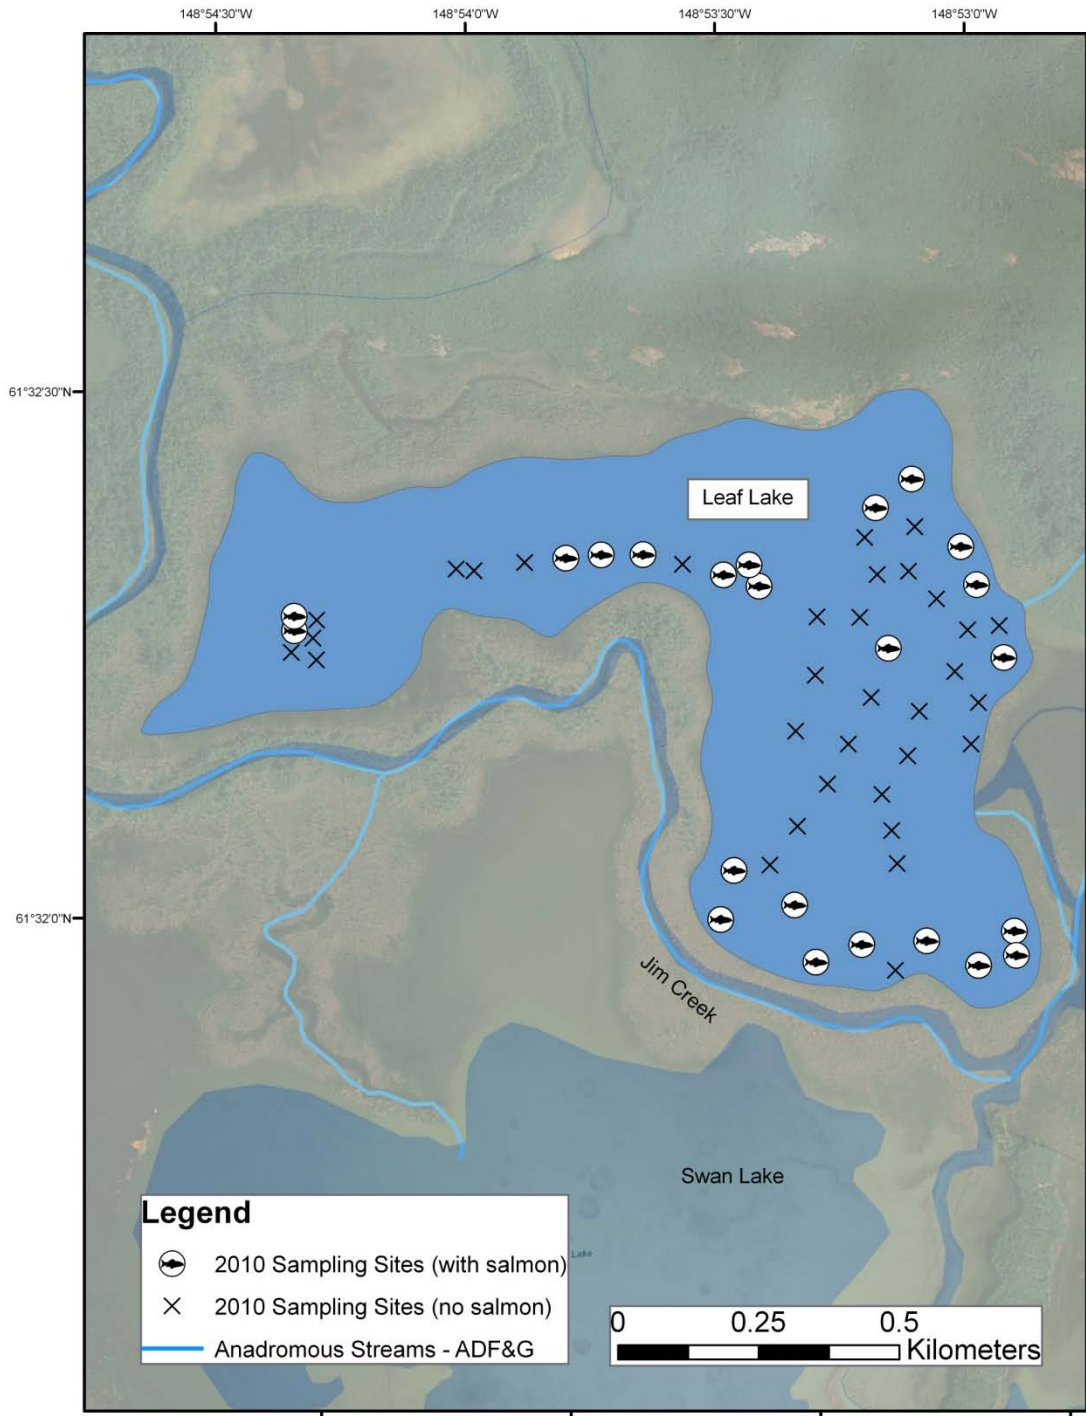 148°54'30"W 148°54'0"W 148°53'30"W 148°53'0"W
61°32'30"N
Leaf Lake
61°32'0"N
Jim Creek
Swan Lake
Lake
Legend
2010 Sampling Sites (with salmon)
2010 Sampling Sites (no salmon)
Anadromous Streams - ADF&G
0 0.25 0.5
Kilometers